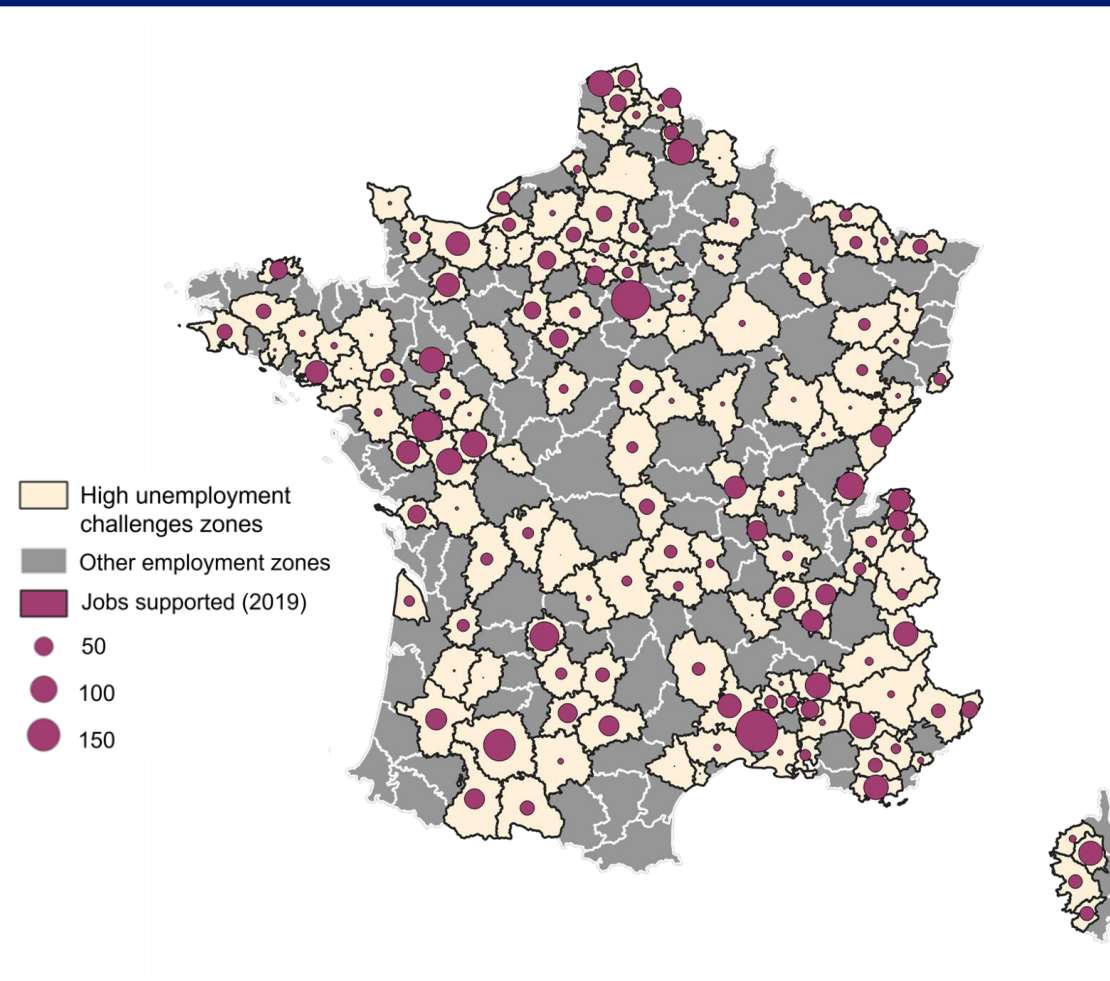 High unemployment
challenges zones
Other employment zones
Jobs supported (2019)
50
100
150